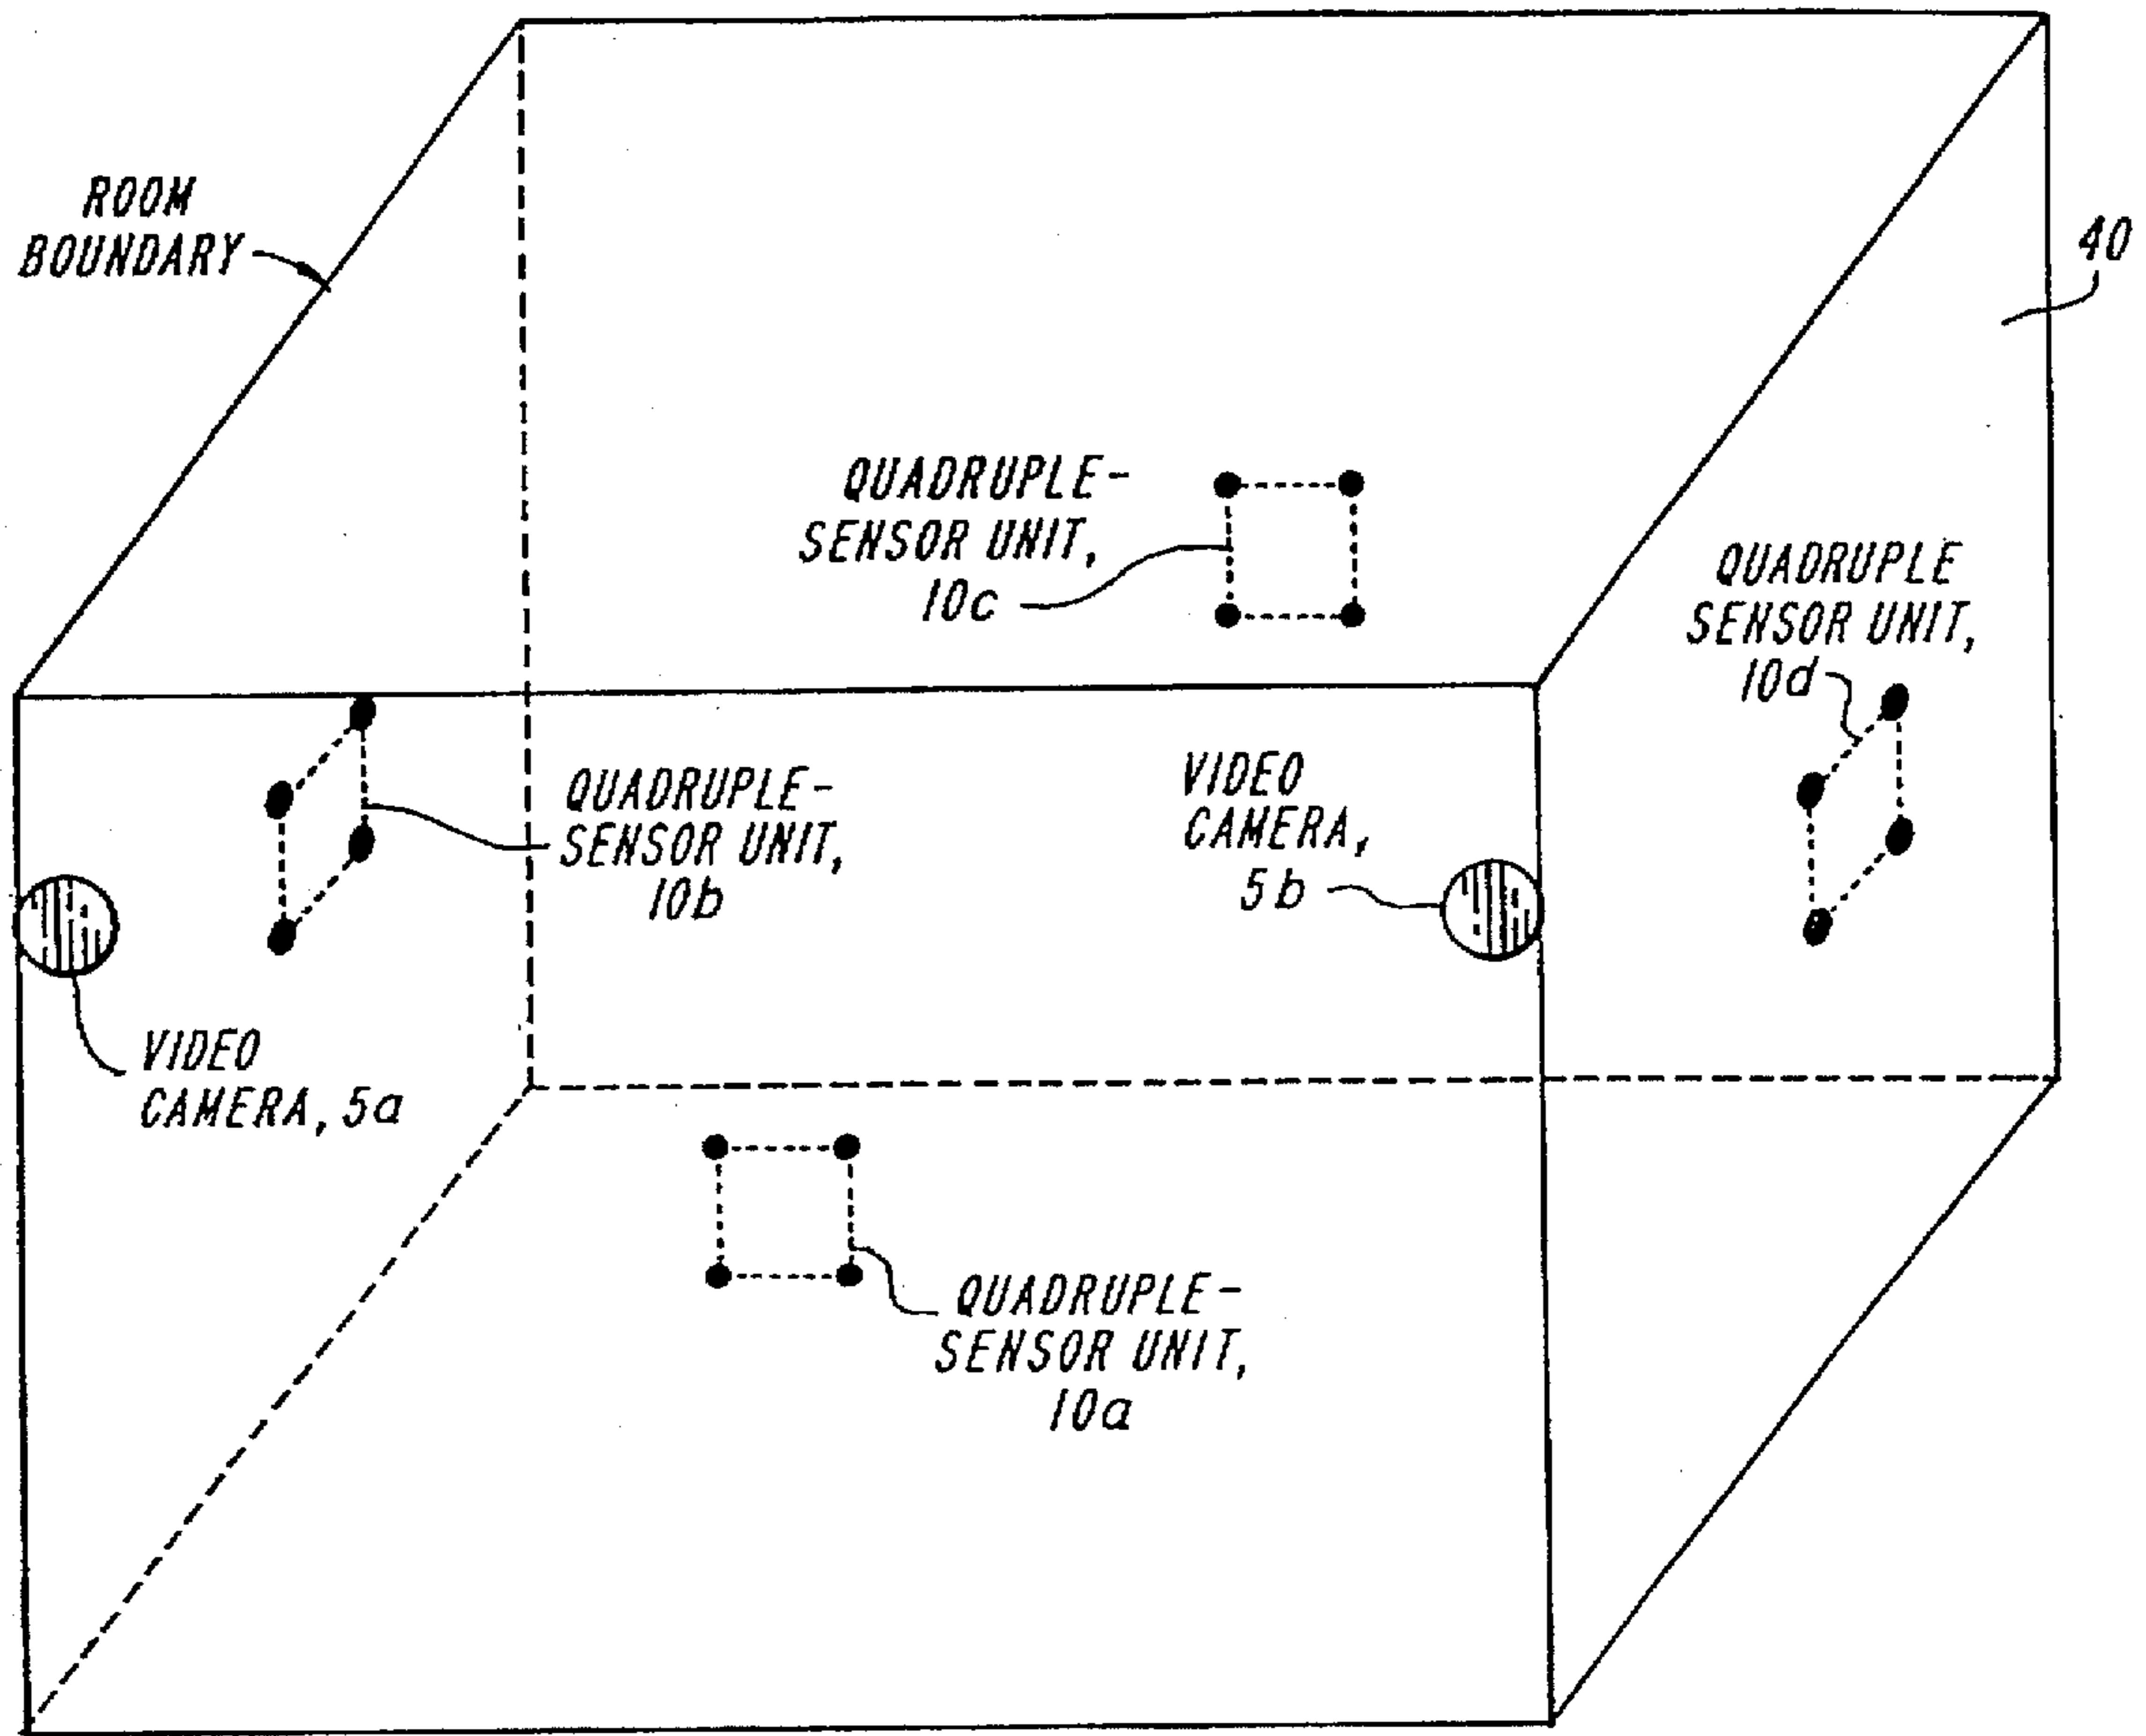 ROOM
BOUNDARY
40
QUADRUPLE-
SENSOR UNIT,
10c
QUADRUPLE
SENSOR UNIT,
10d
QUADRUPLE-
SENSOR UNIT,
10b
VIDEO
CAMERA,
5b
VIDEO
CAMERA, 5a
QUADRUPLE-
SENSOR UNIT,
10a